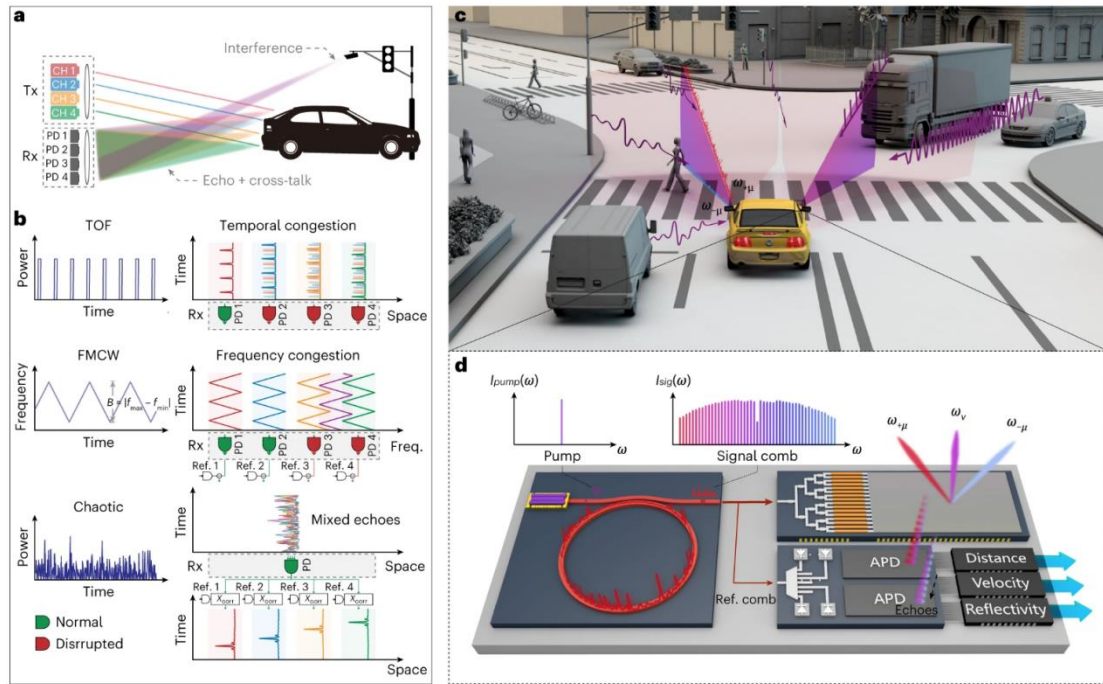 a
Interference
CH 1
Tx
CH 2
CH 3
CH 4
PD 1
Rx
PD 2
PD 3
PD 4
Echo + cross-talk
b
TOF
Power
Time
Temporal congestion
Time
Rx
PD 1
PD 2
PD 3
PD 4
Space
FMCW
Frequency
B = |f max − f min|
Time
Frequency congestion
Time
Rx
PD 1
PD 2
PD 3
PD 4
Freq.
Ref. 1
Ref. 2
Ref. 3
Ref. 4
Chaotic
Power
Time
Time
Mixed echoes
Rx
PD
Space
Ref. 1
Ref. 2
Ref. 3
Ref. 4
Xcorr
Xcorr
Xcorr
Xcorr
Time
Space
Normal
Disrrupted
c
ω+μ
ω−μ
d
Ipump(ω)
ω
Pump
Isig(ω)
ω
Signal comb
ω+μ
ωv
ω−μ
Ref. comb
APD
APD
Echoes
Distance
Velocity
Reflectivity